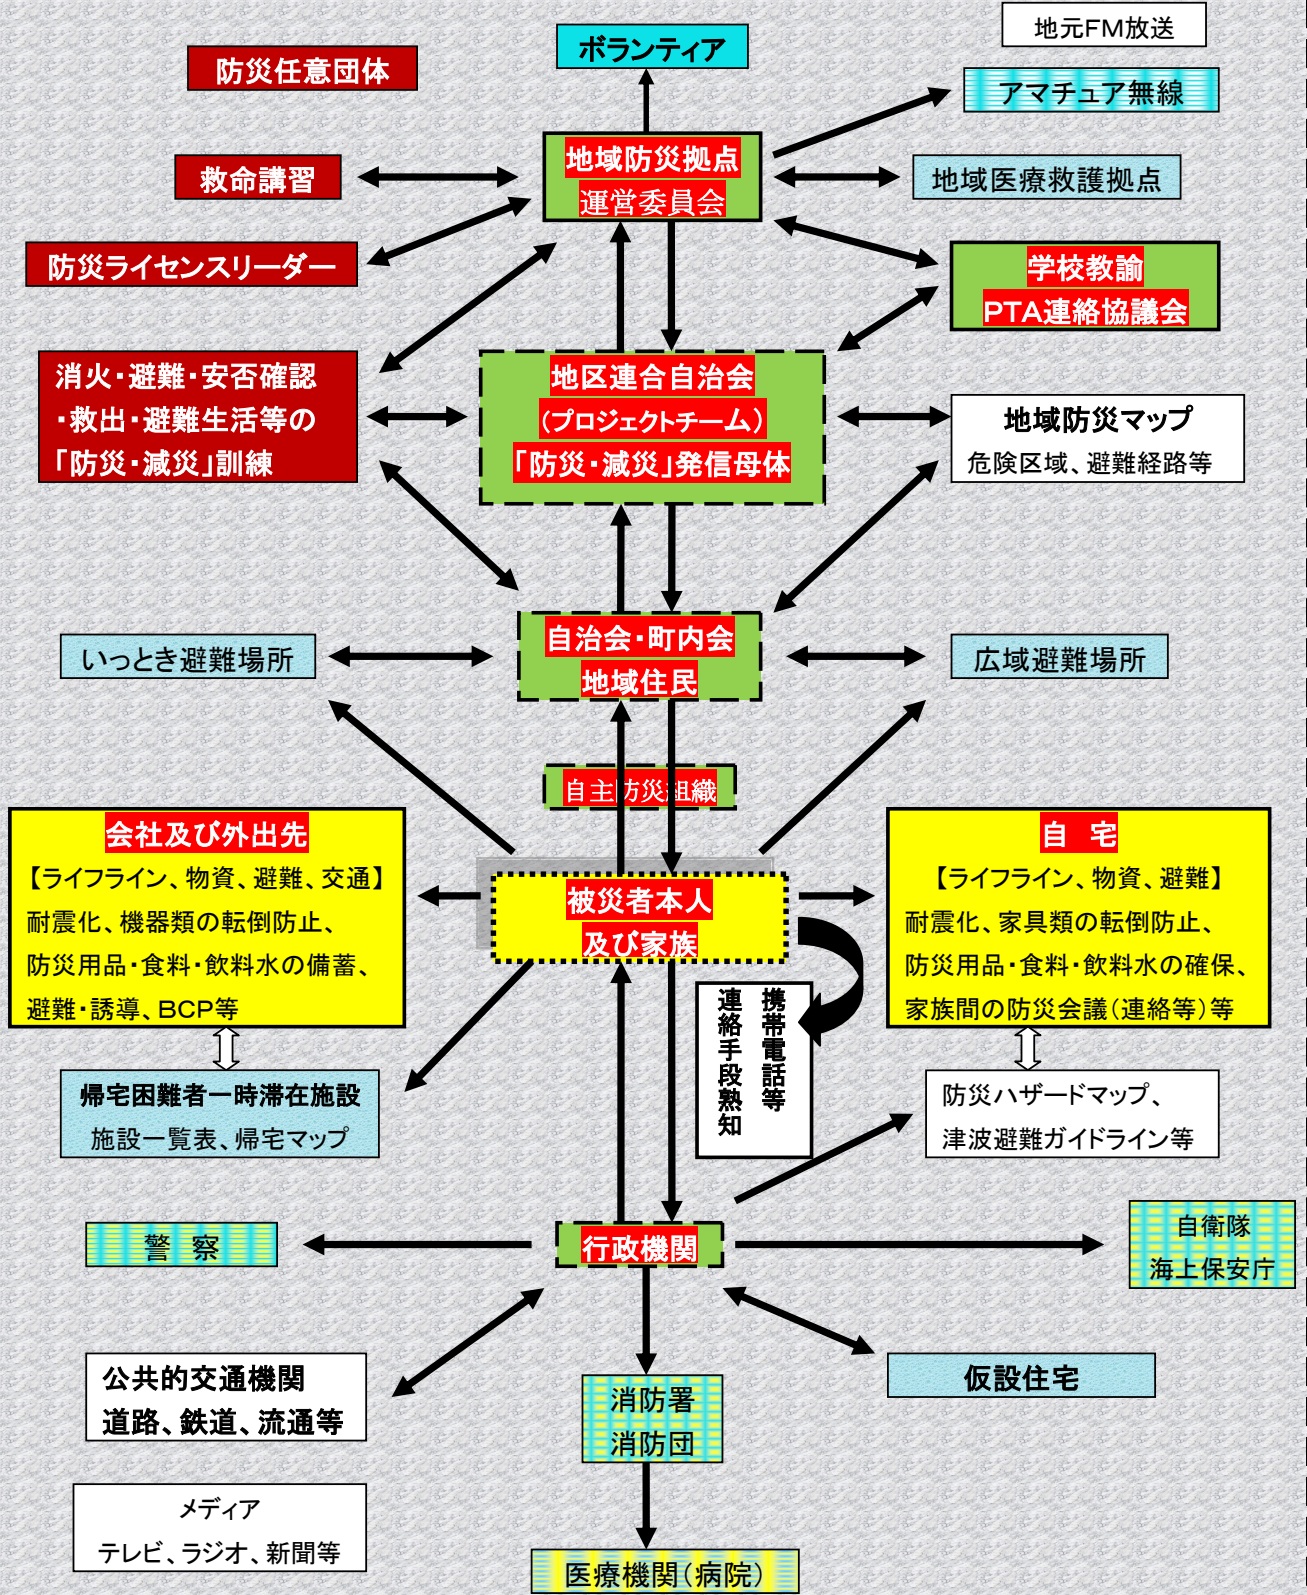 地元FM放送
ボランティア
防災任意団体
アマチュア無線
地域防災拠点
運営委員会
救命講習
地域医療救護拠点
防災ライセンスリーダー
学校教諭
PTA連絡協議会
消火・避難・安否確認
・救出・避難生活等の
「防災・減災」訓練
地区連合自治会
(プロジェクトチーム)
「防災・減災」発信母体
地域防災マップ
危険区域、避難経路等
自治会・町内会
地域住民
いっとき避難場所
広域避難場所
自主防災組織
会社及び外出先
【ライフライン、物資、避難、交通】
耐震化、機器類の転倒防止、
防災用品・食料・飲料水の備蓄、
避難・誘導、BCP等
被災者本人
及び家族
自　宅
【ライフライン、物資、避難】
耐震化、家具類の転倒防止、
防災用品・食料・飲料水の確保、
家族間の防災会議(連絡等)等
携帯電話等
連絡手段熟知
帰宅困難者一時滞在施設
施設一覧表、帰宅マップ
防災ハザードマップ、
津波避難ガイドライン等
警　察
行政機関
自衛隊
海上保安庁
公共的交通機関
道路、鉄道、流通等
消防署
消防団
仮設住宅
メディア
テレビ、ラジオ、新聞等
医療機関(病院)